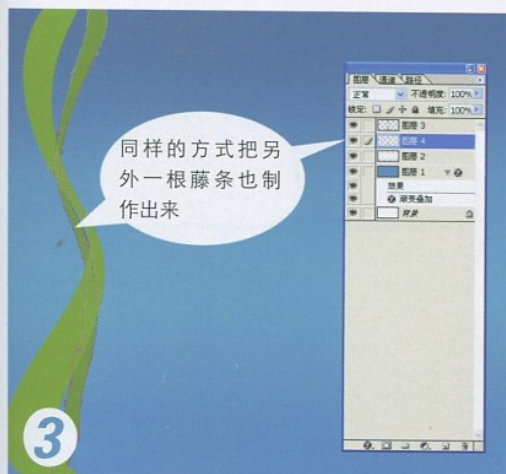 图层 通道 路径
正常 不透明度: 100%
锁定: 填充: 100%
图层 3
图层 4
图层 2
图层 1
效果
渐变叠加
背景
同样的方式把另
外一根藤条也制
作出来
3